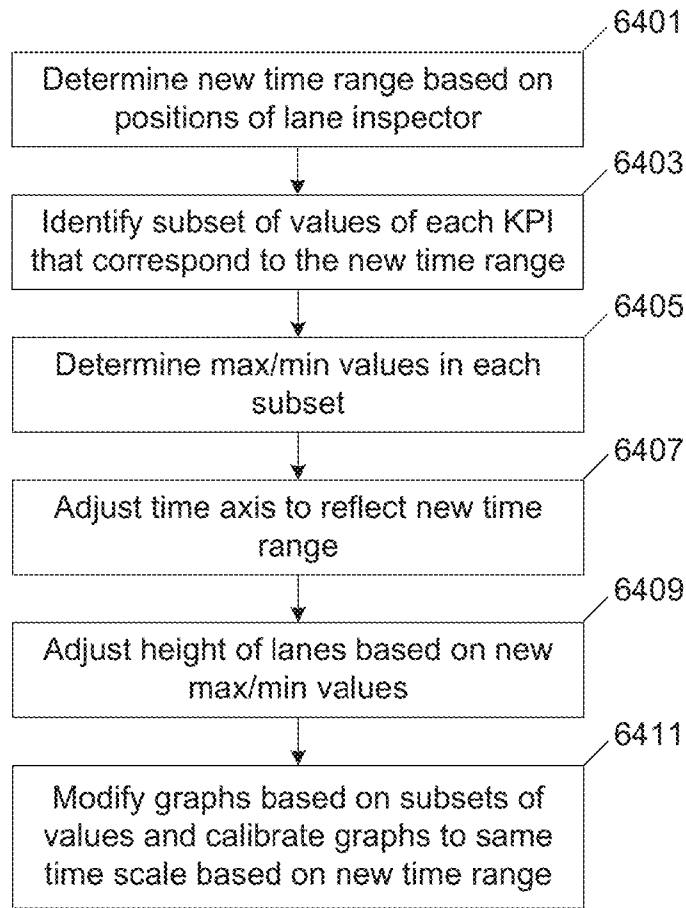 6401
Determine new time range based on
positions of lane inspector
6403
Identify subset of values of each KPI
that correspond to the new time range
6405
Determine max/min values in each
subset
6407
Adjust time axis to reflect new time
range
6409
Adjust height of lanes based on new
max/min values
6411
Modify graphs based on subsets of
values and calibrate graphs to same
time scale based on new time range